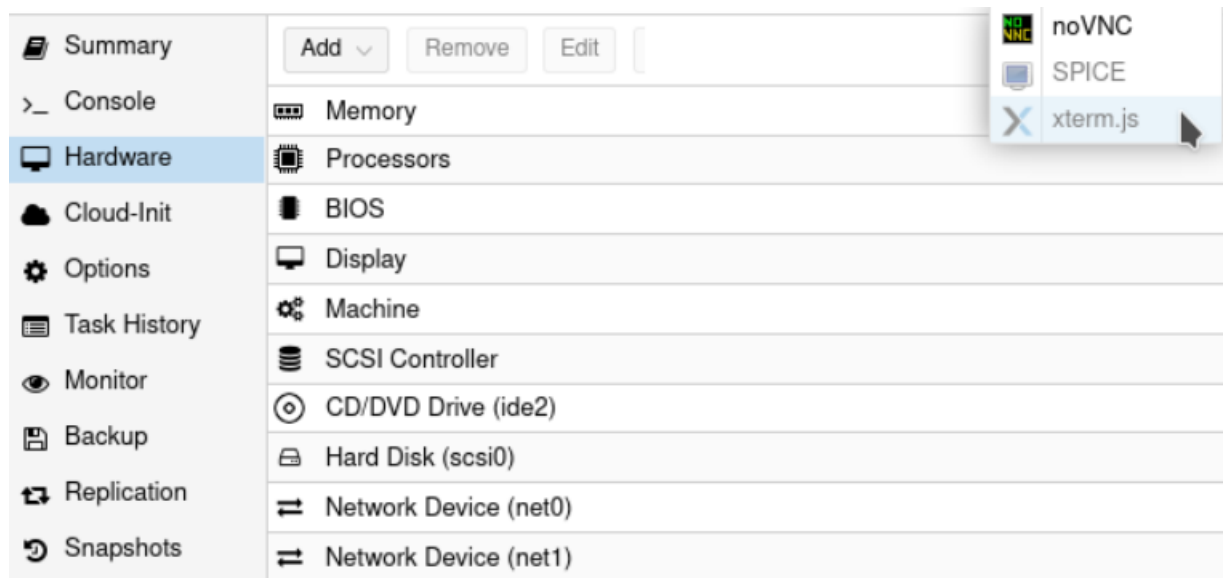 Summary
Console
Hardware
Cloud-Init
Options
Task History
Monitor
Backup
Replication
Snapshots
Add Remove Edit
Memory
Processors
BIOS
Display
Machine
SCSI Controller
CD/DVD Drive (ide2)
Hard Disk (scsi0)
Network Device (net0)
Network Device (net1)
NO VNC noVNC
SPICE
xterm.js